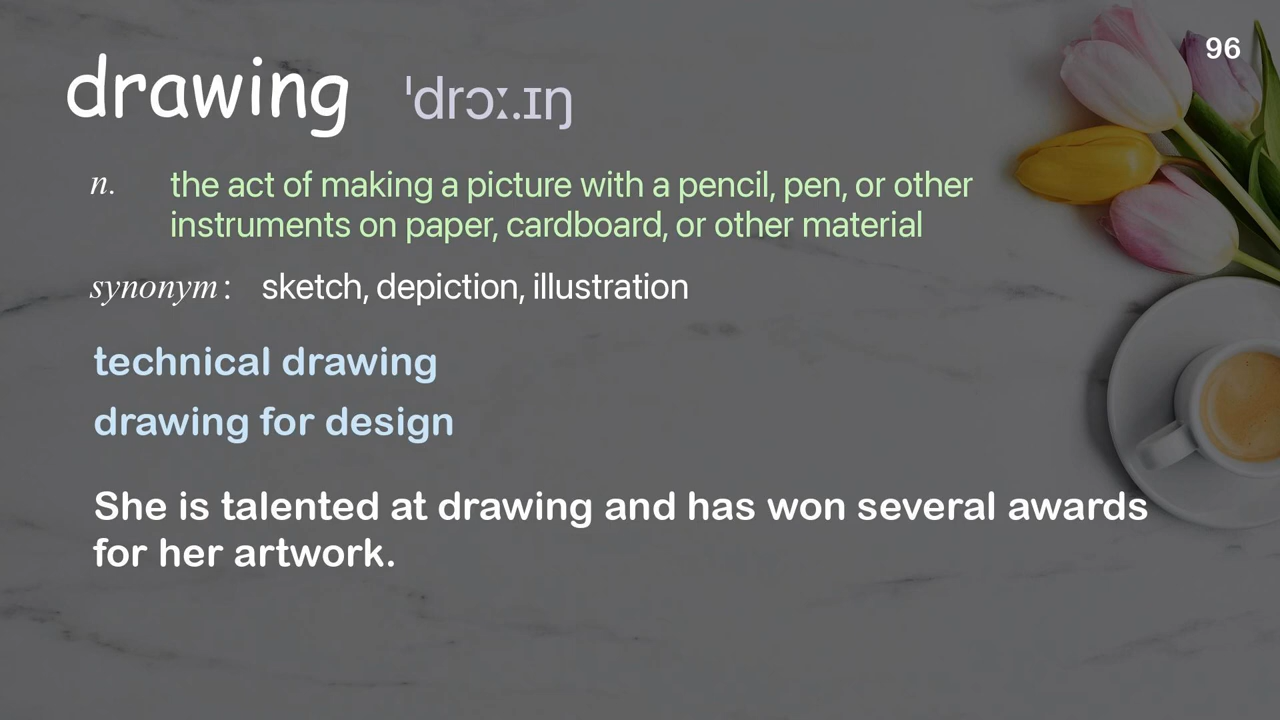 96
drawing ˈdrɔː.ɪŋ
n. the act of making a picture with a pencil, pen, or other
instruments on paper, cardboard, or other material
synonym: sketch, depiction, illustration
technical drawing
drawing for design
She is talented at drawing and has won several awards
for her artwork.